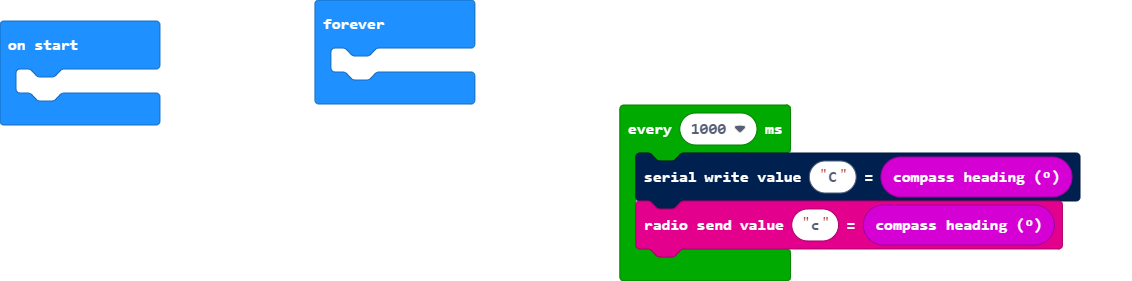 on start
forever
every 1000 ms
serial write value "C" = compass heading (º)
radio send value "c" = compass heading (º)